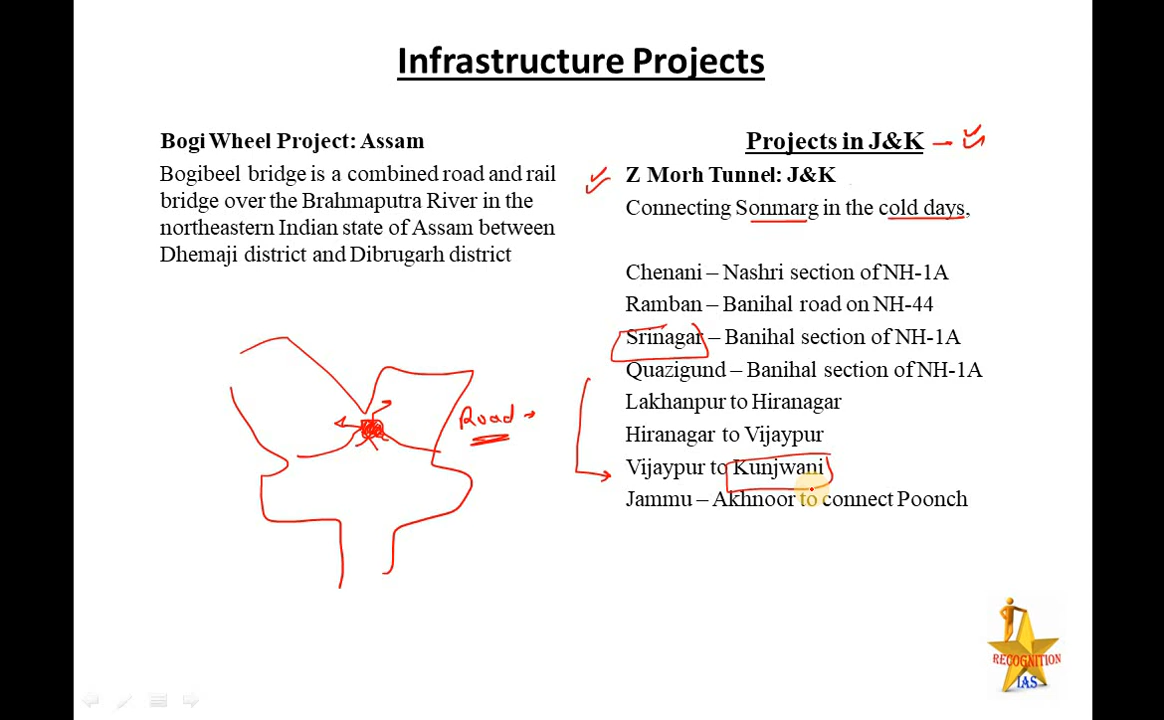 Infrastructure Projects
Bogi Wheel Project: Assam
Bogibeel bridge is a combined road and rail
bridge over the Brahmaputra River in the
northeastern Indian state of Assam between
Dhemaji district and Dibrugarh district
Road
Projects in J&K
Z Morh Tunnel: J&K
Connecting Sonmarg in the cold days,
Chenani – Nashri section of NH-1A
Ramban – Banihal road on NH-44
Srinagar – Banihal section of NH-1A
Quazigund – Banihal section of NH-1A
Lakhanpur to Hiranagar
Hiranagar to Vijaypur
Vijaypur to Kunjwani
Jammu – Akhnoor to connect Poonch
RECOGNITION
IAS